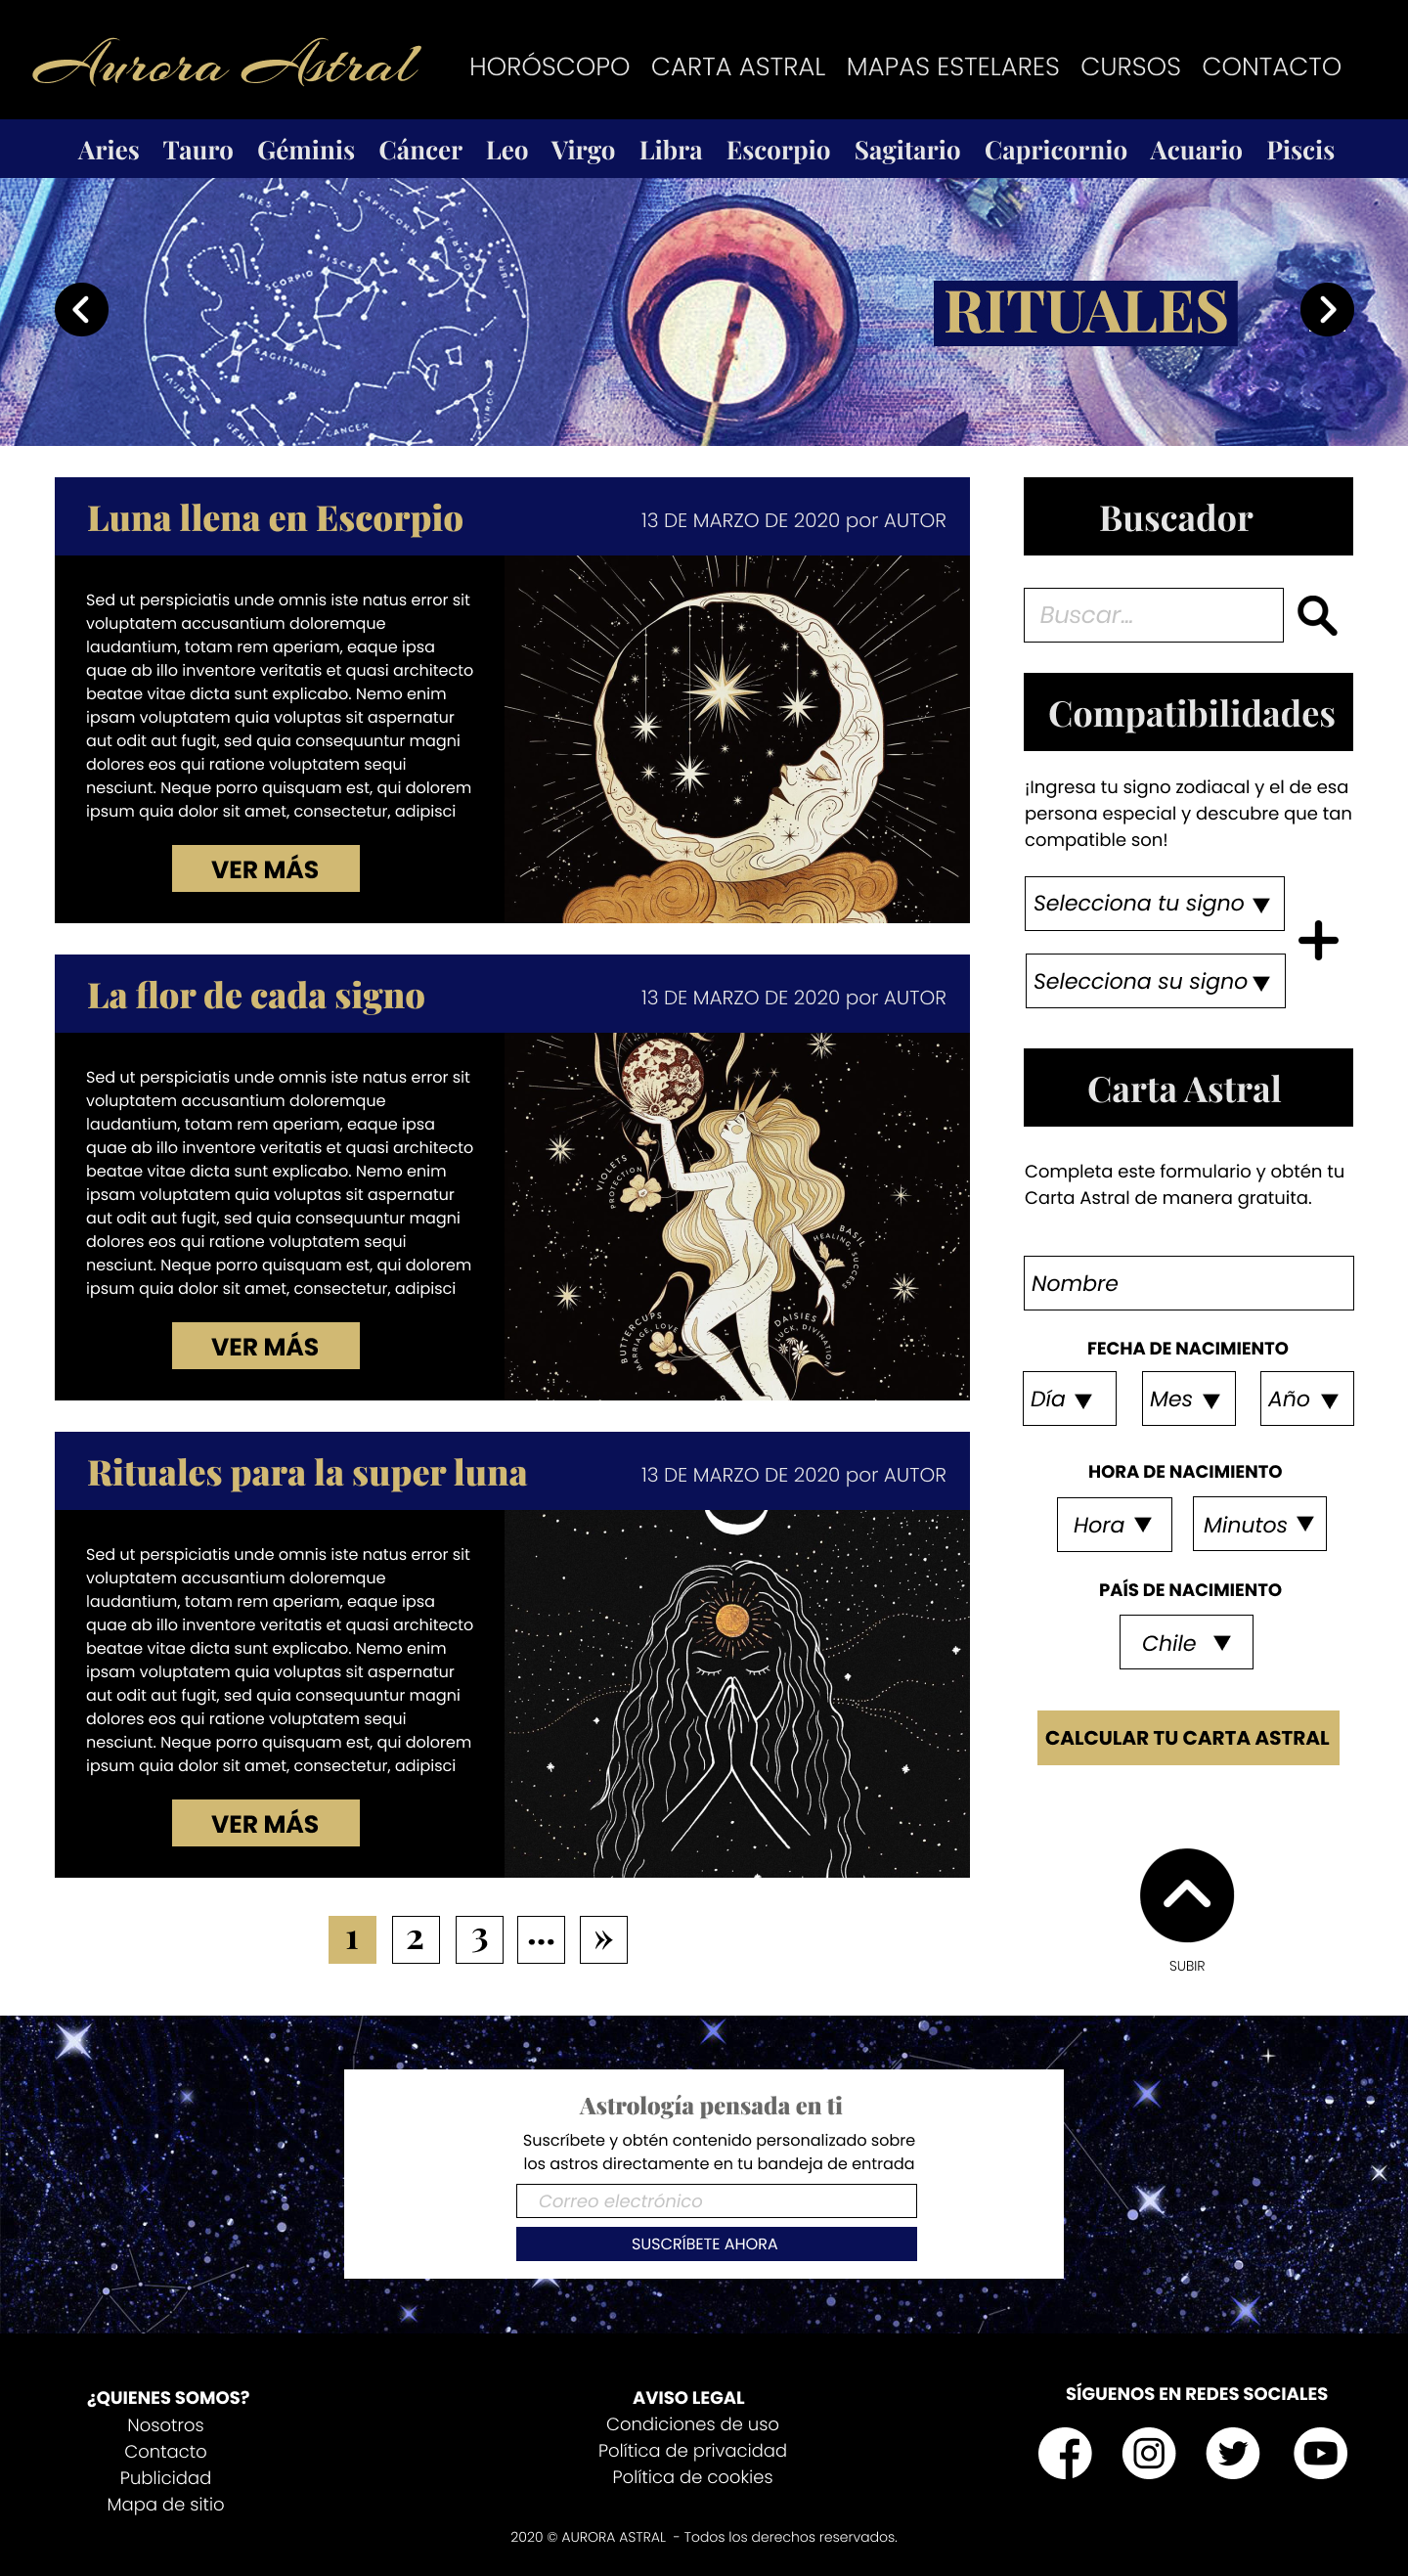 Aurora Astral
HORÓSCOPO CARTA ASTRAL MAPAS ESTELARES CURSOS CONTACTO
Aries Tauro Géminis Cáncer Leo Virgo Libra Escorpio Sagitario Capricornio Acuario Piscis
ARIES
CAPRICORN
PISCES
SCORPIO
SAGITTARIUS
TAURUS
CANCER
RITUALES
Luna llena en Escorpio
13 DE MARZO DE 2020 por AUTOR
Sed ut perspiciatis unde omnis iste natus error sit
voluptatem accusantium doloremque
laudantium, totam rem aperiam, eaque ipsa
quae ab illo inventore veritatis et quasi architecto
beatae vitae dicta sunt explicabo. Nemo enim
ipsam voluptatem quia voluptas sit aspernatur
aut odit aut fugit, sed quia consequuntur magni
dolores eos qui ratione voluptatem sequi
nesciunt. Neque porro quisquam est, qui dolorem
ipsum quia dolor sit amet, consectetur, adipisci
VER MÁS
La flor de cada signo
13 DE MARZO DE 2020 por AUTOR
Sed ut perspiciatis unde omnis iste natus error sit
voluptatem accusantium doloremque
laudantium, totam rem aperiam, eaque ipsa
quae ab illo inventore veritatis et quasi architecto
beatae vitae dicta sunt explicabo. Nemo enim
ipsam voluptatem quia voluptas sit aspernatur
aut odit aut fugit, sed quia consequuntur magni
dolores eos qui ratione voluptatem sequi
nesciunt. Neque porro quisquam est, qui dolorem
ipsum quia dolor sit amet, consectetur, adipisci
VER MÁS
VIOLETS
PROTECTION
BASIL
HEALING, SUCCESS
BUTTERCUPS
MARRIAGE, LOVE
DAISIES
LUCK, DIVINATION
Rituales para la super luna
13 DE MARZO DE 2020 por AUTOR
Sed ut perspiciatis unde omnis iste natus error sit
voluptatem accusantium doloremque
laudantium, totam rem aperiam, eaque ipsa
quae ab illo inventore veritatis et quasi architecto
beatae vitae dicta sunt explicabo. Nemo enim
ipsam voluptatem quia voluptas sit aspernatur
aut odit aut fugit, sed quia consequuntur magni
dolores eos qui ratione voluptatem sequi
nesciunt. Neque porro quisquam est, qui dolorem
ipsum quia dolor sit amet, consectetur, adipisci
VER MÁS
1 2 3 ... »
Buscador
Buscar...
Compatibilidades
¡Ingresa tu signo zodiacal y el de esa
persona especial y descubre que tan
compatible son!
Selecciona tu signo
Selecciona su signo
Carta Astral
Completa este formulario y obtén tu
Carta Astral de manera gratuita.
Nombre
FECHA DE NACIMIENTO
Día Mes Año
HORA DE NACIMIENTO
Hora Minutos
PAÍS DE NACIMIENTO
Chile
CALCULAR TU CARTA ASTRAL
SUBIR
Astrología pensada en ti
Suscríbete y obtén contenido personalizado sobre
los astros directamente en tu bandeja de entrada
Correo electrónico
SUSCRÍBETE AHORA
¿QUIENES SOMOS?
Nosotros
Contacto
Publicidad
Mapa de sitio
AVISO LEGAL
Condiciones de uso
Política de privacidad
Política de cookies
SÍGUENOS EN REDES SOCIALES
2020 © AURORA ASTRAL - Todos los derechos reservados.